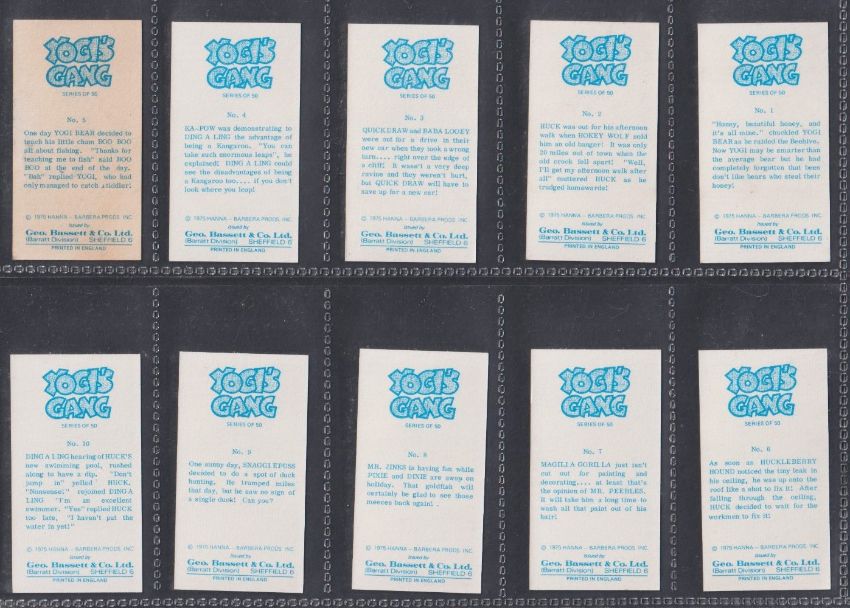 YOGI'S
GANG
SERIES OF 50
No. 5
One day YOGI BEAR decided to
teach his little chum BOO BOO
all about fishing. "Thanks for
teaching me to fish" said BOO
BOO at the end of the day.
"Bah" replied YOGI, who had
only managed to catch a tiddler!
© 1975 HANNA – BARBERA PRODS. INC.
Issued by
Geo. Bassett & Co. Ltd.
(Barratt Division) SHEFFIELD 6
PRINTED IN ENGLAND
YOGI'S
GANG
SERIES OF 50
No. 4
KA-POW was demonstrating to
DING A LING the advantage of
being a Kangaroo. "You can
take such enormous leaps", he
explained! DING A LING could
see the disadvantages of being
a Kangaroo too.... if you don't
look where you leap!
© 1975 HANNA – BARBERA PRODS. INC.
Issued by
Geo. Bassett & Co. Ltd.
(Barratt Division) SHEFFIELD 6
PRINTED IN ENGLAND
YOGI'S
GANG
SERIES OF 50
No. 3
QUICK DRAW and BABA LOOEY
were out for a drive in their
new car when they took a wrong
turn.... right over the edge of
a cliff. It wasn't a very deep
ravine and they weren't hurt,
but QUICK DRAW will have to
save up for a new car!
© 1975 HANNA – BARBERA PRODS. INC.
Issued by
Geo. Bassett & Co. Ltd.
(Barratt Division) SHEFFIELD 6
PRINTED IN ENGLAND
YOGI'S
GANG
SERIES OF 50
No. 2
HUCK was out for his afternoon
walk when HOKEY WOLF sold
him an old banger! It was only
20 miles out of town when the
old crock fell apart! "Well,
I'll get my afternoon walk after
all" muttered HUCK as he
trudged homewards!
© 1975 HANNA – BARBERA PRODS. INC.
Issued by
Geo. Bassett & Co. Ltd.
(Barratt Division) SHEFFIELD 6
PRINTED IN ENGLAND
YOGI'S
GANG
SERIES OF 50
No. 1
"Honey, beautiful honey, and
it's all mine." chuckled YOGI
BEAR as he raided the Beehive.
Now YOGI may be smarter than
the average bear but he had
completely forgotten that bees
don't like bears who steal their
honey!
© 1975 HANNA – BARBERA PRODS. INC.
Issued by
Geo. Bassett & Co. Ltd.
(Barratt Division) SHEFFIELD 6
PRINTED IN ENGLAND
YOGI'S
GANG
SERIES OF 50
No. 10
DING A LING hearing of HUCK'S
new swimming pool, rushed
along to have a dip. "Don't
jump in" yelled HUCK.
"Nonsense." rejoined DING A
LING "I'm an excellent
swimmer. "Yes" replied HUCK
too late, "I haven't put the
water in yet!"
© 1975 HANNA – BARBERA PRODS. INC.
Issued by
Geo. Bassett & Co. Ltd.
(Barratt Division) SHEFFIELD 6
PRINTED IN ENGLAND
YOGI'S
GANG
SERIES OF 50
No. 9
One sunny day, SNAGGLEPUSS
decided to do a spot of duck
hunting. He tramped miles
that day, but he saw no sign of
a single duck! Can you?
© 1975 HANNA – BARBERA PRODS. INC.
Issued by
Geo. Bassett & Co. Ltd.
(Barratt Division) SHEFFIELD 6
PRINTED IN ENGLAND
YOGI'S
GANG
SERIES OF 50
No. 8
MR. JINKS is having fun while
PIXIE and DIXIE are away on
holiday. That goldfish will
certainly be glad to see those
meeces back again!
© 1975 HANNA – BARBERA PRODS. INC.
Issued by
Geo. Bassett & Co. Ltd.
(Barratt Division) SHEFFIELD 6
PRINTED IN ENGLAND
YOGI'S
GANG
SERIES OF 50
No. 7
MAGILLA GORILLA just isn't
cut out for painting and
decorating.... at least that's
the opinion of MR. PEEBLES.
It will take him a long time to
wash all that paint out of his
hair!
© 1975 HANNA – BARBERA PRODS. INC.
Issued by
Geo. Bassett & Co. Ltd.
(Barratt Division) SHEFFIELD 6
PRINTED IN ENGLAND
YOGI'S
GANG
SERIES OF 50
No. 6
As soon as HUCKLEBERRY
HOUND noticed the tiny leak in
his ceiling, he was up onto the
roof like a shot to fix it! After
falling through the ceiling,
HUCK decided to wait for the
workmen to fix it!
© 1975 HANNA – BARBERA PRODS. INC.
Issued by
Geo. Bassett & Co. Ltd.
(Barratt Division) SHEFFIELD 6
PRINTED IN ENGLAND